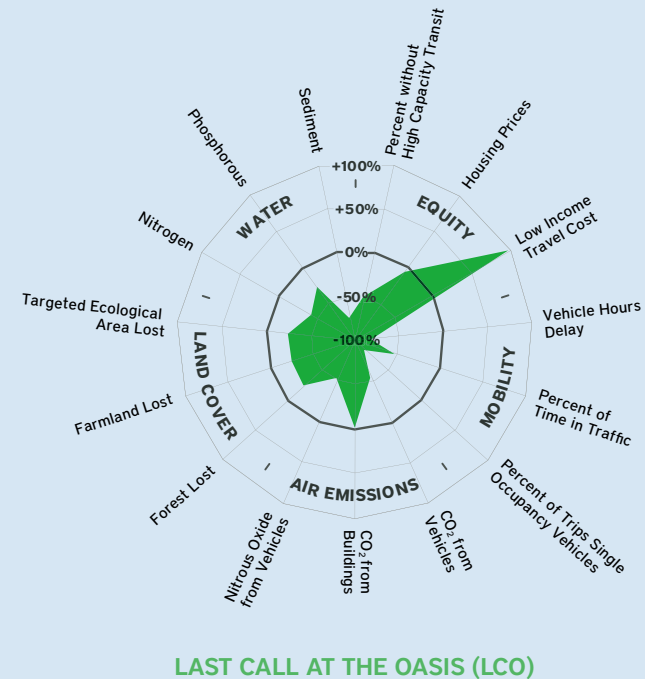 Percent without
High Capacity Transit
Housing Prices
Low Income
Travel Cost
Vehicle Hours
Delay
Percent of
Time in Traffic
Percent of Trips Single
Occupancy Vehicles
CO₂ from
Vehicles
CO₂ from
Buildings
Nitrous Oxide
from Vehicles
Forest Lost
Farmland Lost
Targeted Ecological
Area Lost
Nitrogen
Phosphorous
Sediment
WATER
EQUITY
MOBILITY
AIR EMISSIONS
LAND COVER
+100%
+50%
0%
-50%
-100%
LAST CALL AT THE OASIS (LCO)